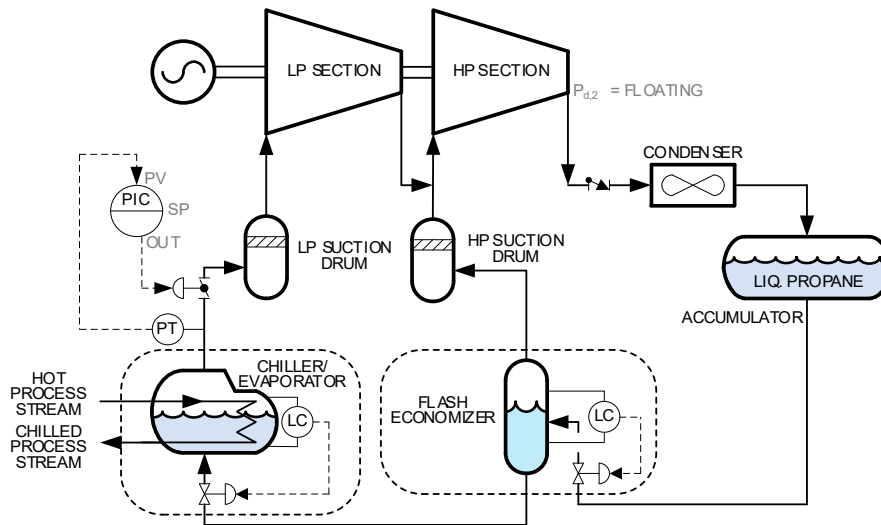 LP SECTION
HP SECTION
P d,2 = FLOATING
CONDENSER
PV
PIC
SP
OUT
LP SUCTION
DRUM
HP SUCTION
DRUM
LIQ. PROPANE
ACCUMULATOR
PT
CHILLER/
EVAPORATOR
HOT
PROCESS
STREAM
LC
CHILLED
PROCESS
STREAM
FLASH
ECONOMIZER
LC